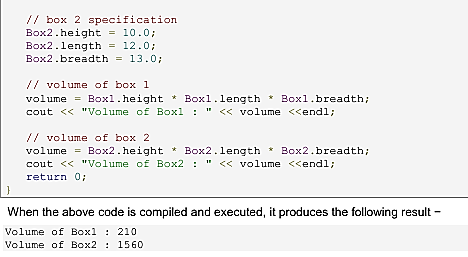 // box 2 specification
Box2.height = 10.0;
Box2.length = 12.0;
Box2.breadth = 13.0;
// volume of box 1
volume = Box1.height * Box1.length * Box1.breadth;
cout << "Volume of Box1 : " << volume <<endl;
// volume of box 2
volume = Box2.height * Box2.length * Box2.breadth;
cout << "Volume of Box2 : " << volume <<endl;
return 0;
}
When the above code is compiled and executed, it produces the following result −
Volume of Box1 : 210
Volume of Box2 : 1560